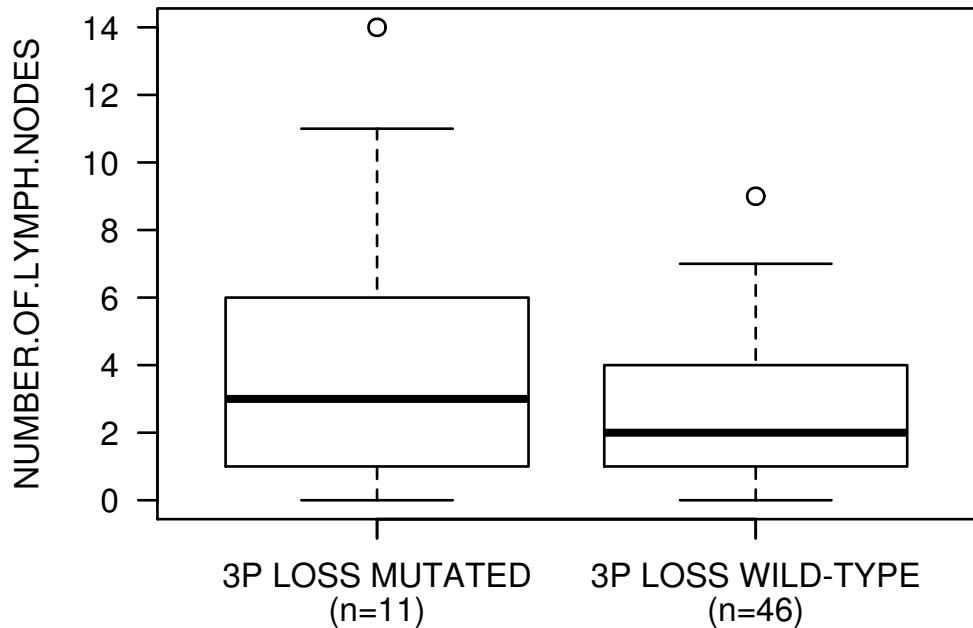 NUMBER.OF.LYMPH.NODES
14
12
10
8
6
4
2
0
3P LOSS MUTATED
(n=11)
3P LOSS WILD-TYPE
(n=46)